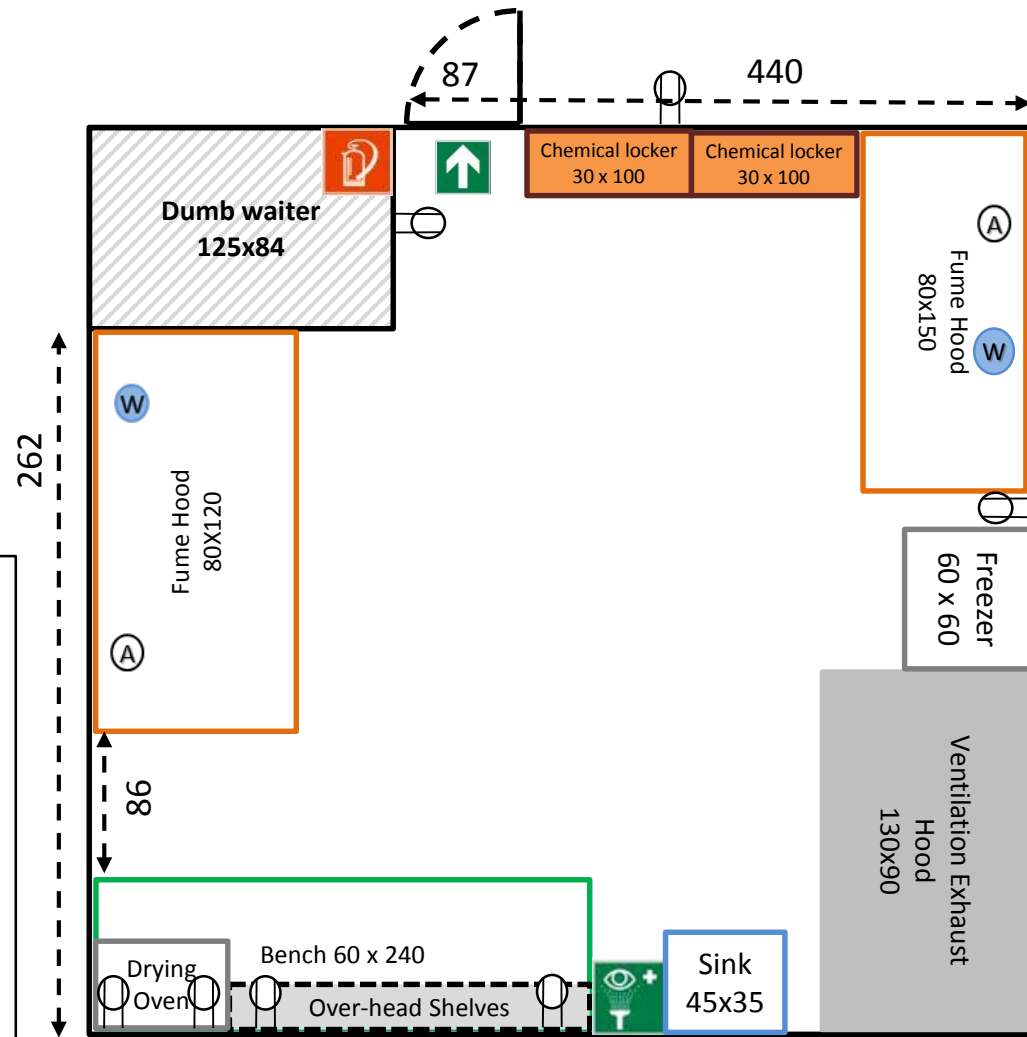 87
440
Chemical locker
30 x 100
Chemical locker
30 x 100
Dumb waiter
125x84
A
Fume Hood
80x150
W
262
W
Fume Hood
80X120
A
Freezer
60 x 60
86
Ventilation Exhaust
Hood
130x90
Bench 60 x 240
Drying
Oven
Over-head Shelves
Sink
45x35